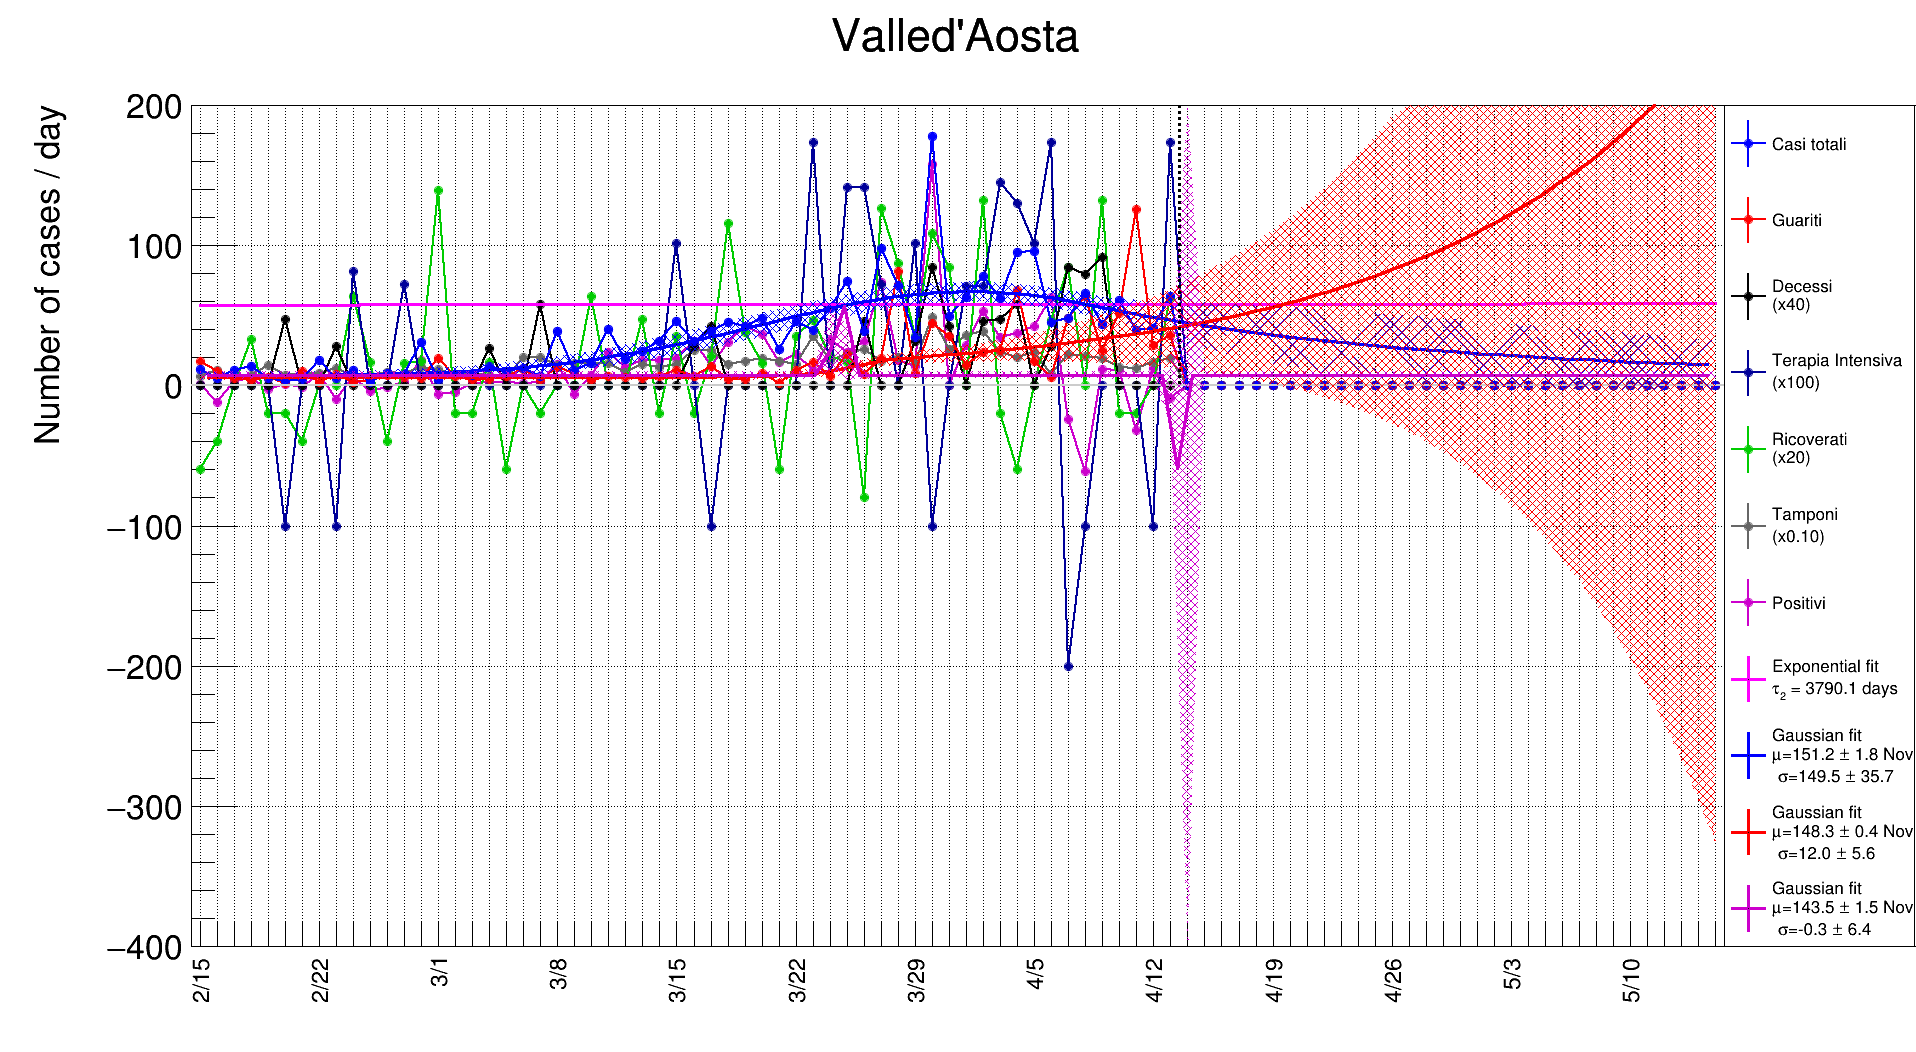 Valled'Aosta
Number of cases / day
200
100
0
−100
−200
−300
−400
2/15
2/22
3/1
3/8
3/15
3/22
3/29
4/5
4/12
4/19
4/26
5/3
5/10
Casi totali
Guariti
Decessi
(x40)
Terapia Intensiva
(x100)
Ricoverati
(x20)
Tamponi
(x0.10)
Positivi
Exponential fit
τ2 = 3790.1 days
Gaussian fit
μ=151.2 ± 1.8 Nov
σ=149.5 ± 35.7
Gaussian fit
μ=148.3 ± 0.4 Nov
σ=12.0 ± 5.6
Gaussian fit
μ=143.5 ± 1.5 Nov
σ=-0.3 ± 6.4